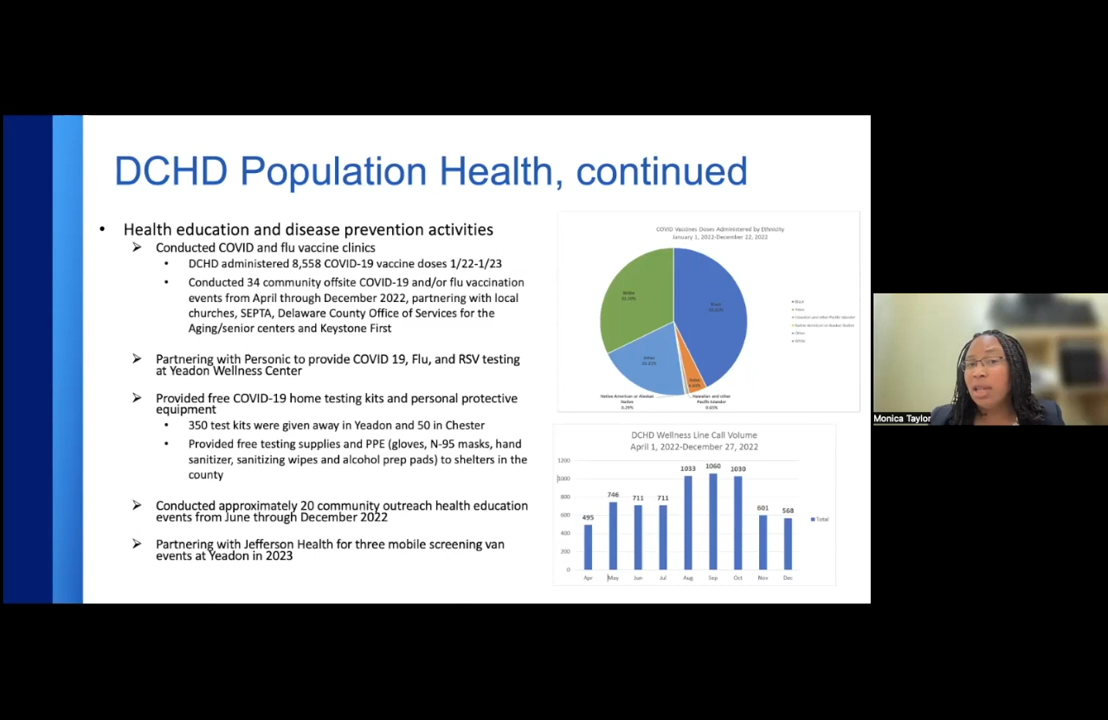 DCHD Population Health, continued
• Health education and disease prevention activities
➢ Conducted COVID and flu vaccine clinics
• DCHD administered 8,558 COVID-19 vaccine doses 1/22-1/23
• Conducted 34 community offsite COVID-19 and/or flu vaccination
events from April through December 2022, partnering with local
churches, SEPTA, Delaware County Office of Services for the
Aging/senior centers and Keystone First
➢ Partnering with Personic to provide COVID 19, Flu, and RSV testing
at Yeadon Wellness Center
➢ Provided free COVID-19 home testing kits and personal protective
equipment
• 350 test kits were given away in Yeadon and 50 in Chester
• Provided free testing supplies and PPE (gloves, N-95 masks, hand
sanitizer, sanitizing wipes and alcohol prep pads) to shelters in the
county
➢ Conducted approximately 20 community outreach health education
events from June through December 2022
➢ Partnering with Jefferson Health for three mobile screening van
events at Yeadon in 2023
COVID Vaccines Doses Administered by Ethnicity
January 1, 2022-December 22, 2022
White
Black
Other
Asian
Native American or Alaskan
Native
0.29%
Hawaiian and other
Pacific Islander
0.65%
Black
Asian
Hawaiian and other Pacific Islander
Native American or Alaskan Native
Other
White
DCHD Wellness Line Call Volume
April 1, 2022-December 27, 2022
1200
1000
800
600
400
200
0
495
746
711
711
1033
1060
1030
601
568
Apr May Jun Jul Aug Sep Oct Nov Dec
Total
Monica Taylor